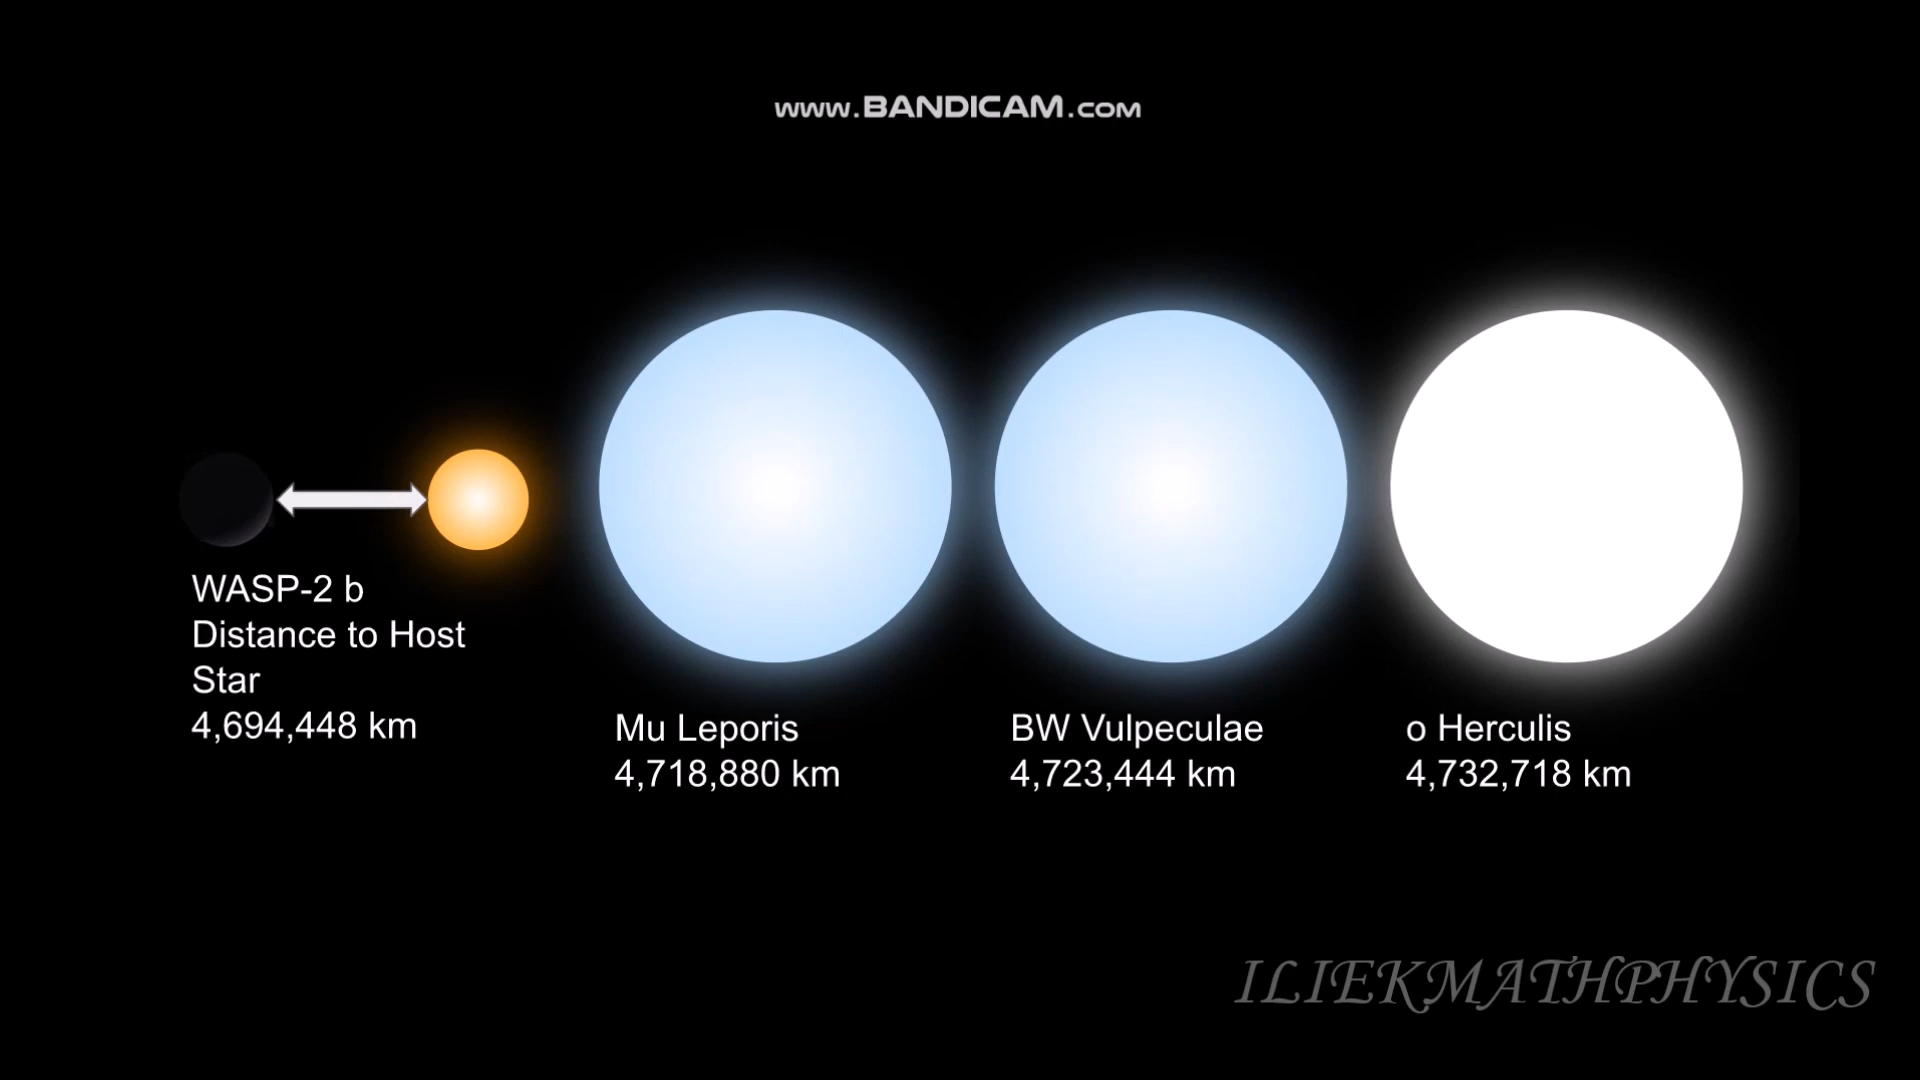 www.BANDICAM.com
WASP-2 b
Distance to Host
Star
4,694,448 km
Mu Leporis
4,718,880 km
BW Vulpeculae
4,723,444 km
o Herculis
4,732,718 km
ILIEKMATHPHYSICS